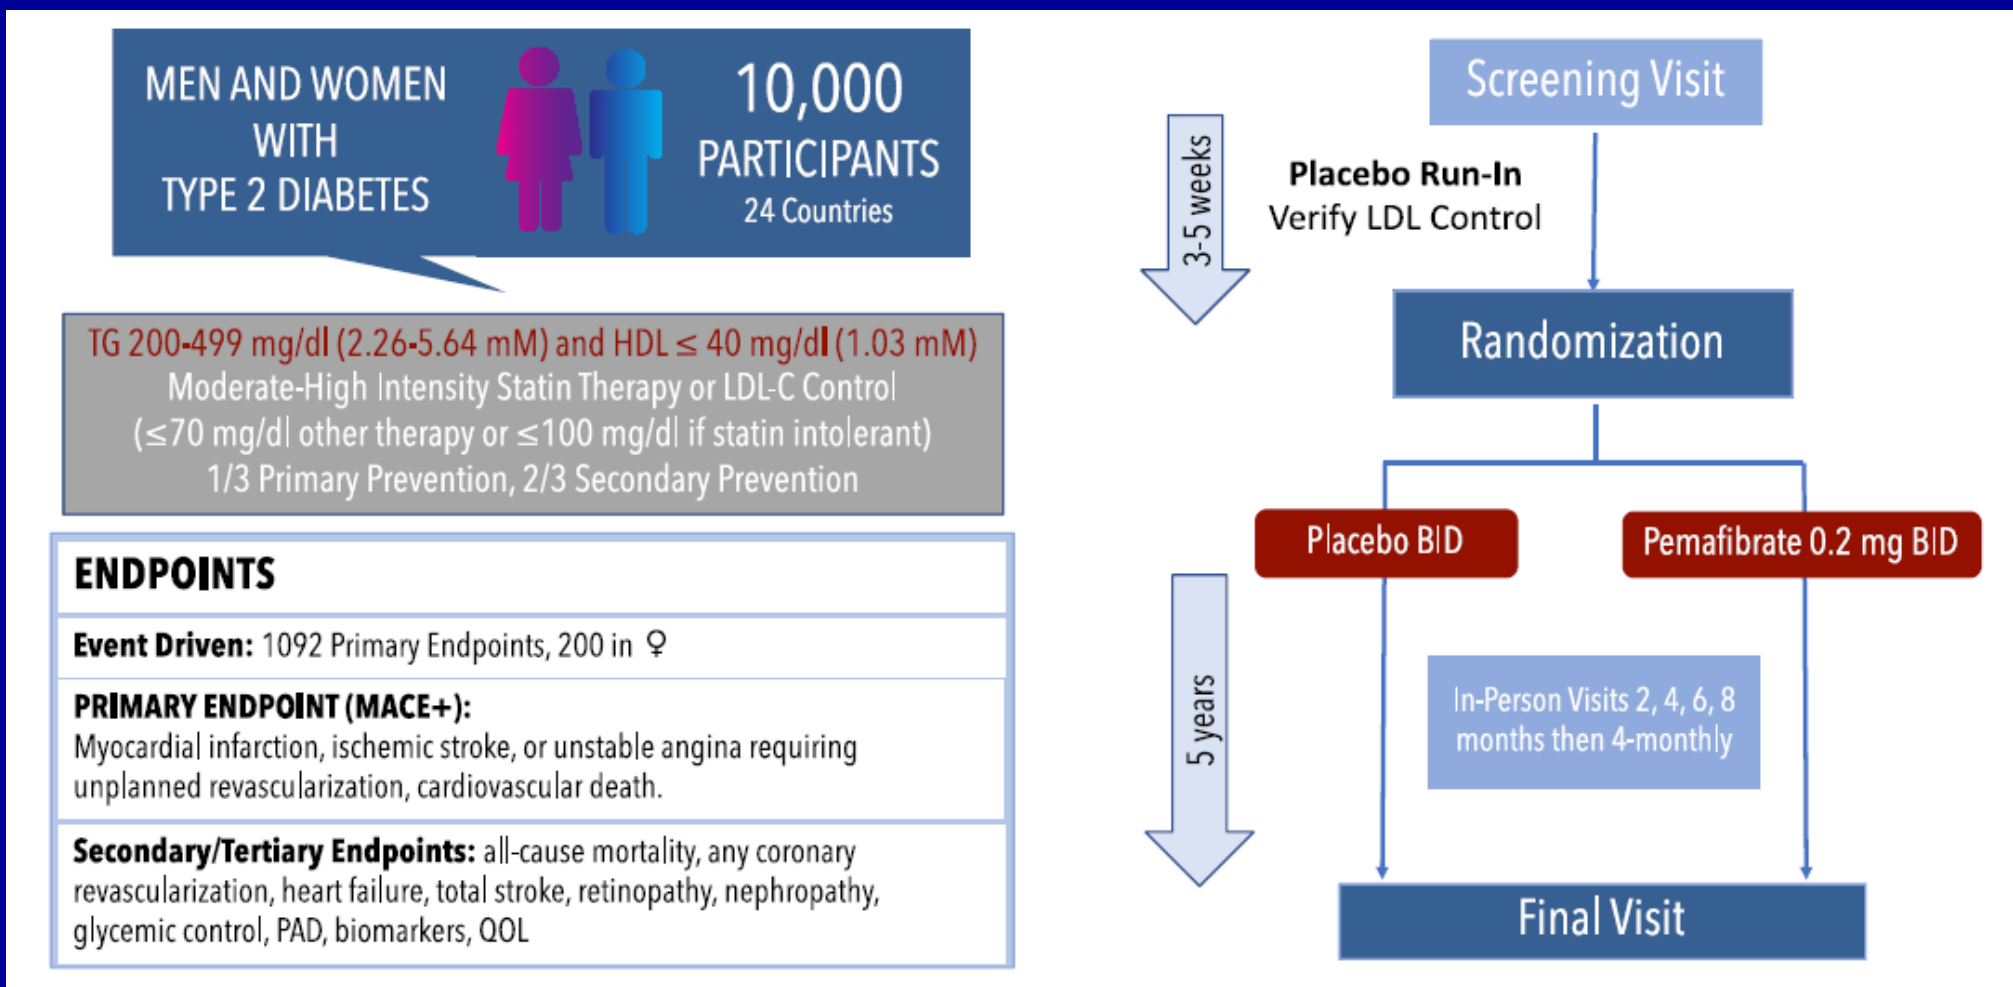 MEN AND WOMEN
WITH
TYPE 2 DIABETES
10,000
PARTICIPANTS
24 Countries
TG 200-499 mg/dl (2.26-5.64 mM) and HDL ≤ 40 mg/dl (1.03 mM)
Moderate-High Intensity Statin Therapy or LDL-C Control
(≤70 mg/dl other therapy or ≤100 mg/dl if statin intolerant)
1/3 Primary Prevention, 2/3 Secondary Prevention
ENDPOINTS
Event Driven: 1092 Primary Endpoints, 200 in ♀
PRIMARY ENDPOINT (MACE+):
Myocardial infarction, ischemic stroke, or unstable angina requiring
unplanned revascularization, cardiovascular death.
Secondary/Tertiary Endpoints: all-cause mortality, any coronary
revascularization, heart failure, total stroke, retinopathy, nephropathy,
glycemic control, PAD, biomarkers, QOL
Screening Visit
3-5 weeks
Placebo Run-In
Verify LDL Control
Randomization
Placebo BID
Pemafibrate 0.2 mg BID
5 years
In-Person Visits 2, 4, 6, 8
months then 4-monthly
Final Visit